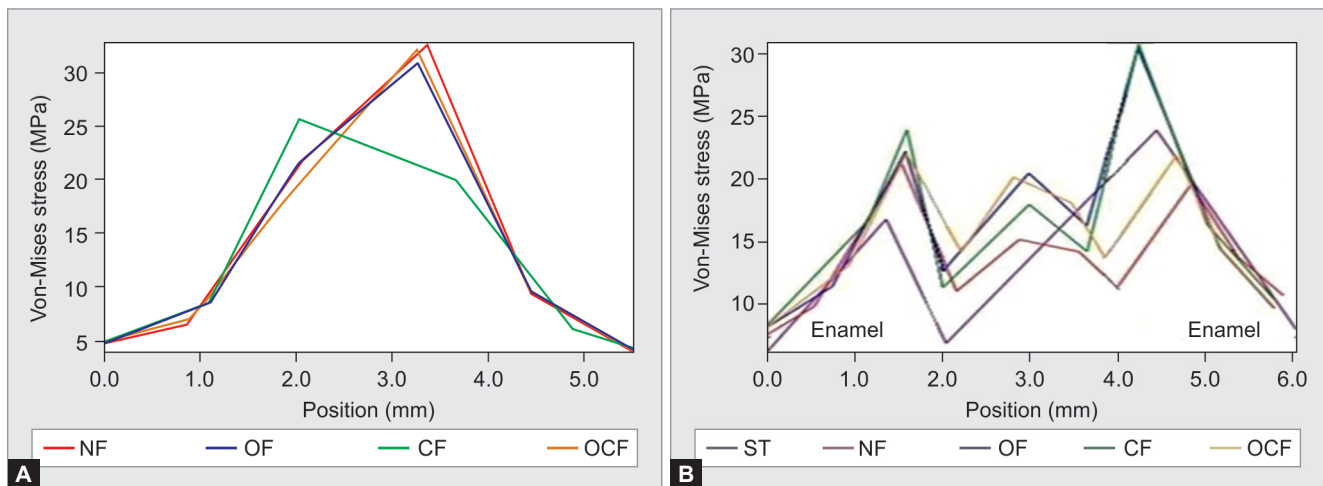 Von-Mises stress (MPa)
30
25
20
15
10
5
0.0 1.0 2.0 3.0 4.0 5.0
Position (mm)
NF OF CF OCF
A
Von-Mises stress (MPa)
30
25
20
15
10
Enamel Enamel
0.0 1.0 2.0 3.0 4.0 5.0 6.0
Position (mm)
ST NF OF CF OCF
B